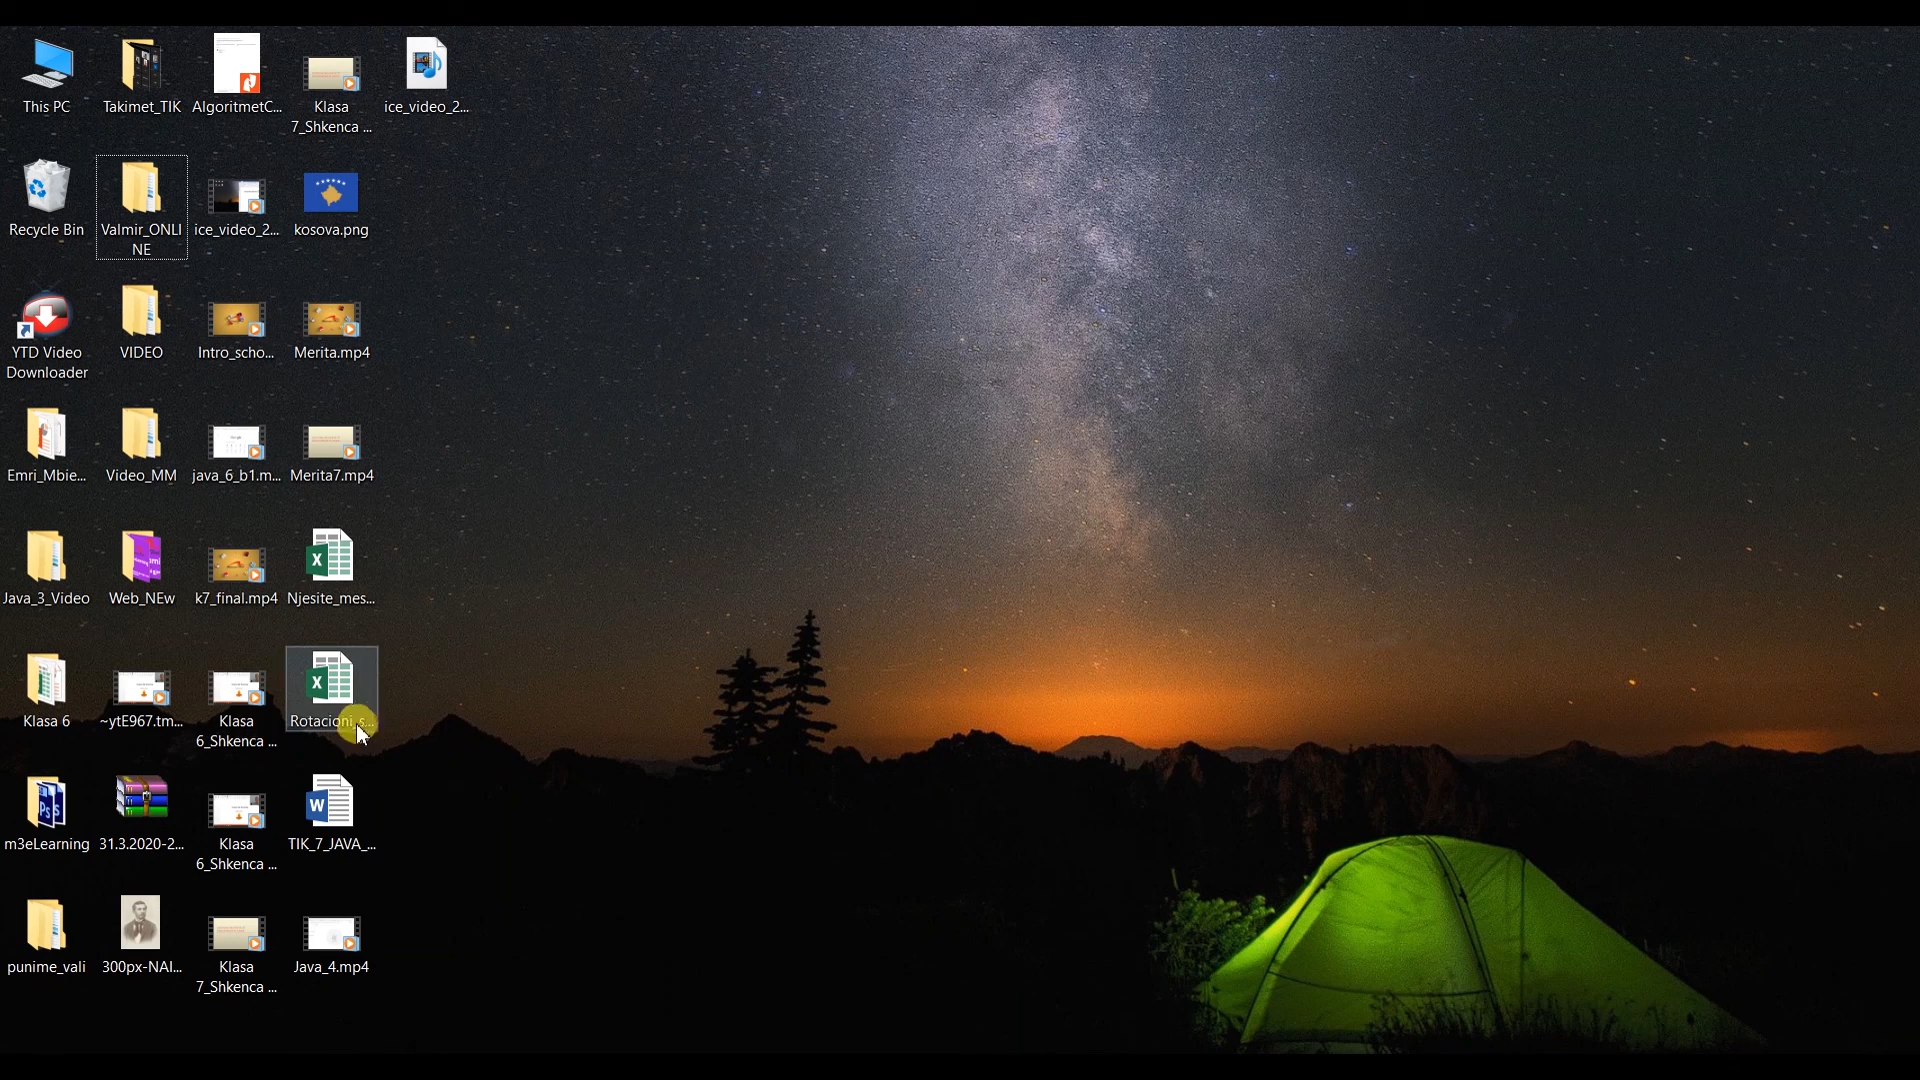 This PC
Takimet_TIK
AlgoritmetC...
Klasa
7_Shkenca ...
ice_video_2...
Recycle Bin
Valmir_ONLI
NE
ice_video_2...
kosova.png
YTD Video
Downloader
VIDEO
Intro_scho...
Merita.mp4
Emri_Mbie...
Video_MM
java_6_b1.m...
Merita7.mp4
Java_3_Video
Web_NEw
k7_final.mp4
Njesite_mes...
Klasa 6
~ytE967.tm...
Klasa
6_Shkenca ...
Rotacioni_s...
m3eLearning
31.3.2020-2...
Klasa
6_Shkenca ...
TIK_7_JAVA_...
punime_vali
300px-NAI...
Klasa
7_Shkenca ...
Java_4.mp4